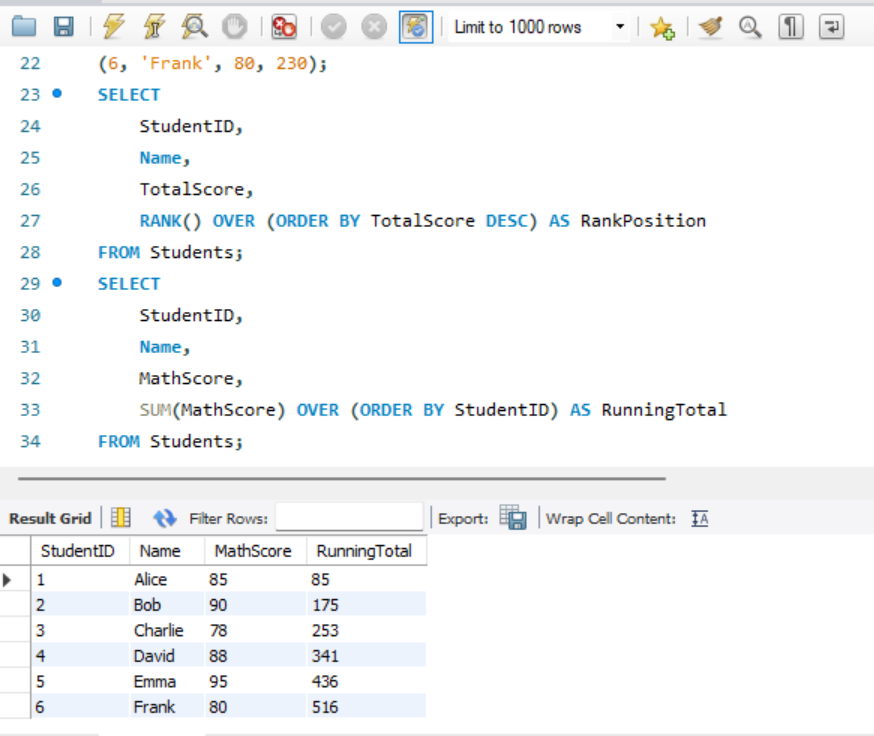 Limit to 1000 rows
22 (6, 'Frank', 80, 230);
23 SELECT
24 StudentID,
25 Name,
26 TotalScore,
27 RANK() OVER (ORDER BY TotalScore DESC) AS RankPosition
28 FROM Students;
29 SELECT
30 StudentID,
31 Name,
32 MathScore,
33 SUM(MathScore) OVER (ORDER BY StudentID) AS RunningTotal
34 FROM Students;
Result Grid Filter Rows: Export: Wrap Cell Content:
StudentID Name MathScore RunningTotal
1 Alice 85 85
2 Bob 90 175
3 Charlie 78 253
4 David 88 341
5 Emma 95 436
6 Frank 80 516